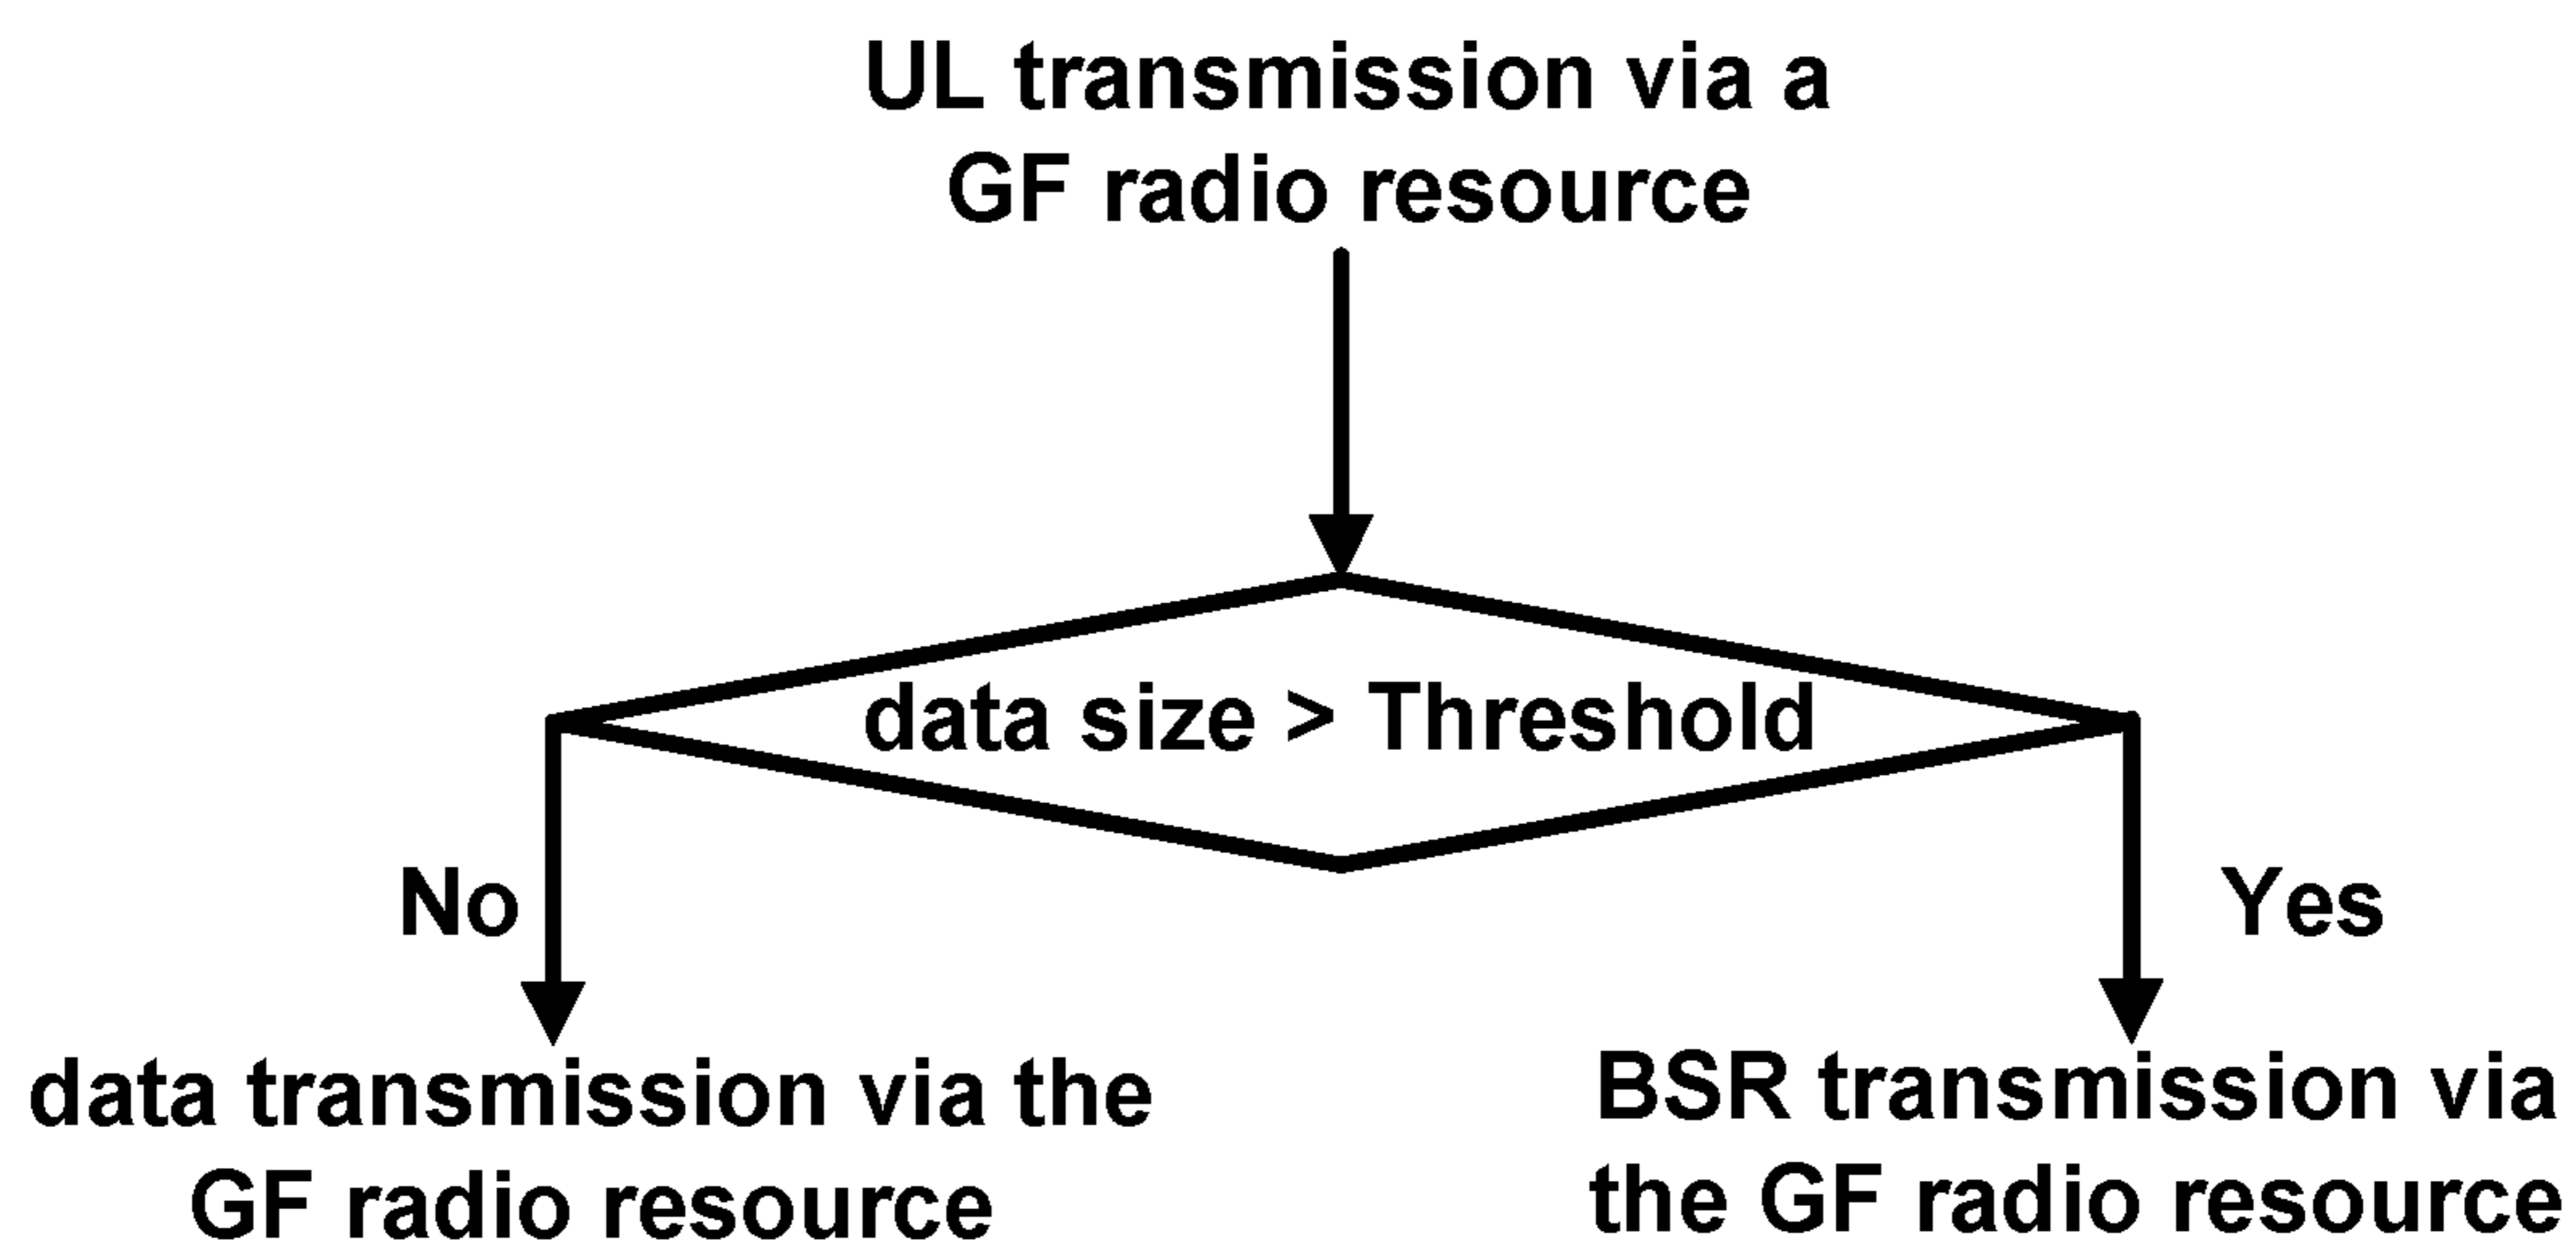 UL transmission via a
GF radio resource
data size > Threshold
No
Yes
data transmission via the
GF radio resource
BSR transmission via
the GF radio resource